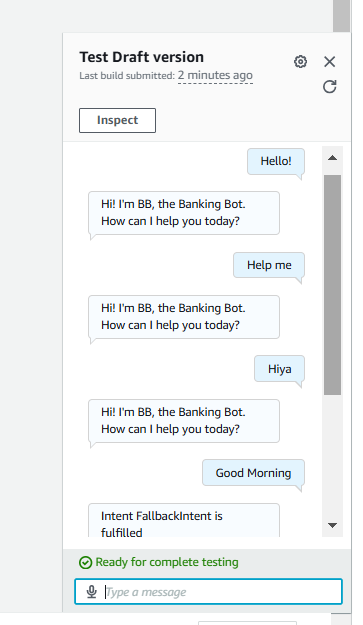 Test Draft version
Last build submitted: 2 minutes ago
Inspect
Hello!
Hi! I'm BB, the Banking Bot.
How can I help you today?
Help me
Hi! I'm BB, the Banking Bot.
How can I help you today?
Hiya
Hi! I'm BB, the Banking Bot.
How can I help you today?
Good Morning
Intent FallbackIntent is
fulfilled
Ready for complete testing
Type a message